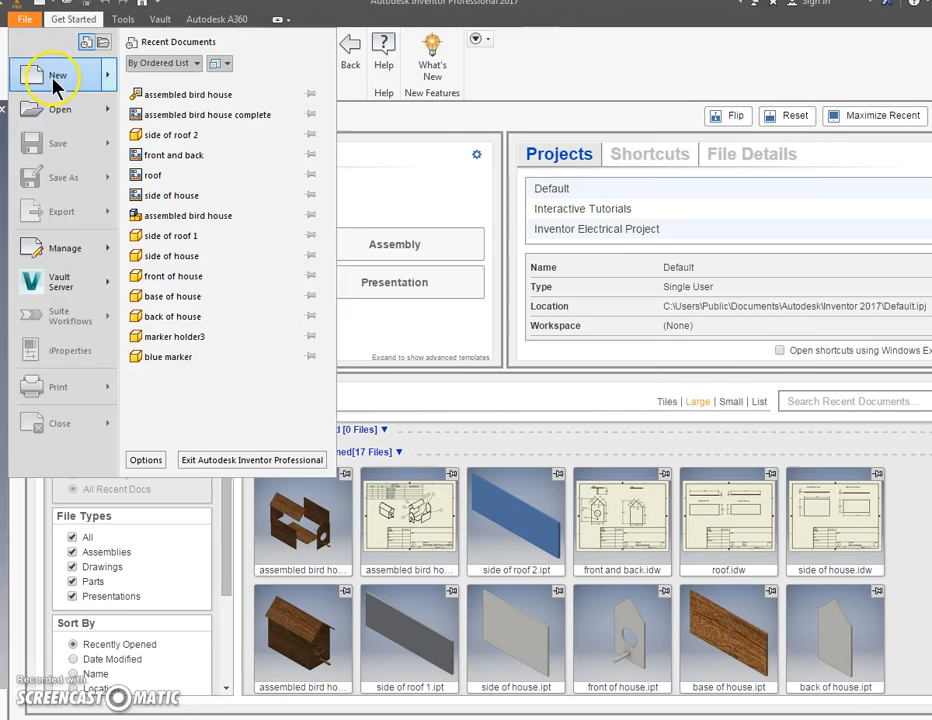 Autodesk Inventor Professional 2017
Sign In
File
Get Started
Tools
Vault
Autodesk A360
Recent Documents
By Ordered List
New
Open
Save
Save As
Export
Manage
Vault
Server
Suite
Workflows
iProperties
Print
Close
assembled bird house
assembled bird house complete
side of roof 2
front and back
roof
side of house
assembled bird house
side of roof 1
side of house
front of house
base of house
back of house
marker holder3
blue marker
Options
Exit Autodesk Inventor Professional
Back
Help
What's
New
Help
New Features
Flip
Reset
Maximize Recent
Assembly
Presentation
Expand to show advanced templates
Projects
Shortcuts
File Details
Default
Interactive Tutorials
Inventor Electrical Project
Name Default
Type Single User
Location C:\Users\Public\Documents\Autodesk\Inventor 2017\Default.ipj
Workspace (None)
Open shortcuts using Windows Ex
Tiles | Large | Small | List
Search Recent Documents...
d [0 Files]
ned[17 Files]
All Recent Docs
File Types
All
Assemblies
Drawings
Parts
Presentations
Sort By
Recently Opened
Date Modified
Name
Location
assembled bird ho...
assembled bird ho...
side of roof 2.ipt
front and back.idw
roof.idw
side of house.idw
assembled bird ho...
side of roof 1.ipt
side of house.ipt
front of house.ipt
base of house.ipt
back of house.ipt
Recorded with
SCREENCAST-O-MATIC